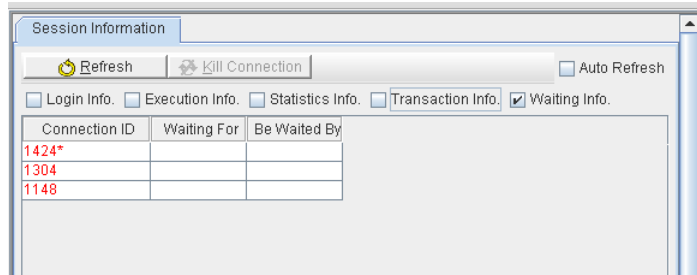 Session Information
Refresh Kill Connection Auto Refresh
Login Info. Execution Info. Statistics Info. Transaction Info. Waiting Info.
Connection ID Waiting For Be Waited By
1424*
1304
1148